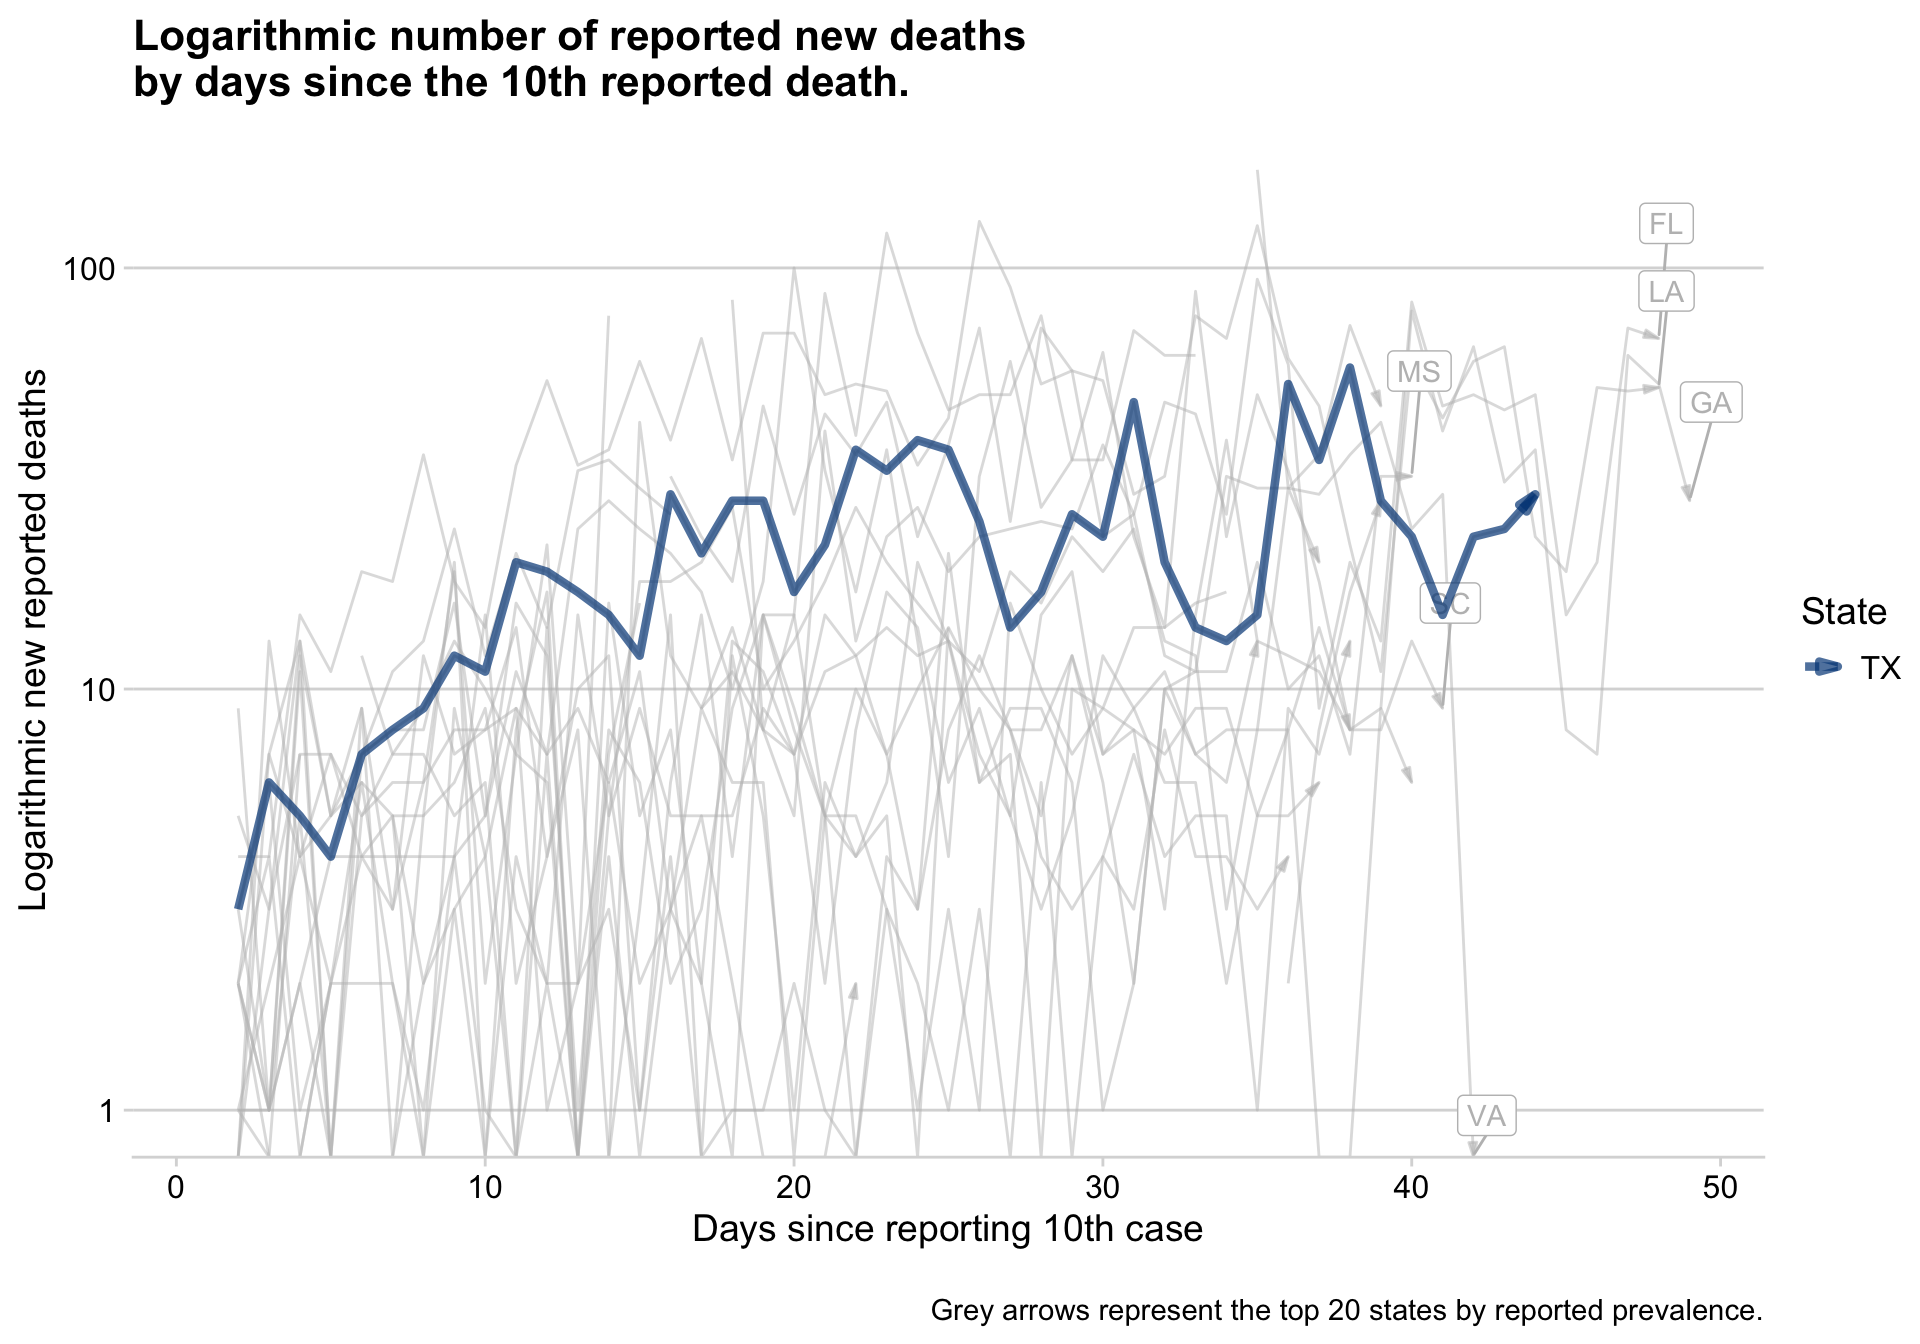 Logarithmic number of reported new deaths
by days since the 10th reported death.
Logarithmic new reported deaths
100
10
1
FL
LA
MS
GA
SC
VA
State
TX
0 10 20 30 40 50
Days since reporting 10th case
Grey arrows represent the top 20 states by reported prevalence.